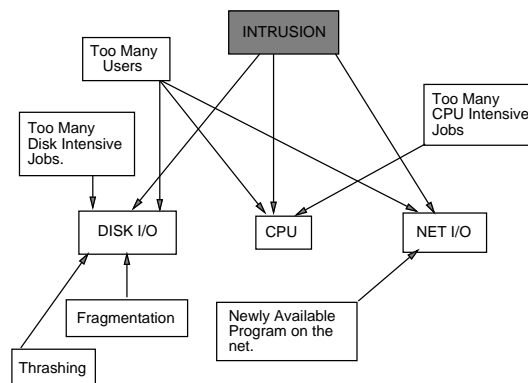 INTRUSION
Too Many
Users
Too Many
CPU Intensive
Jobs
Too Many
Disk Intensive
Jobs.
DISK I/O
CPU
NET I/O
Fragmentation
Newly Available
Program on the
net.
Thrashing